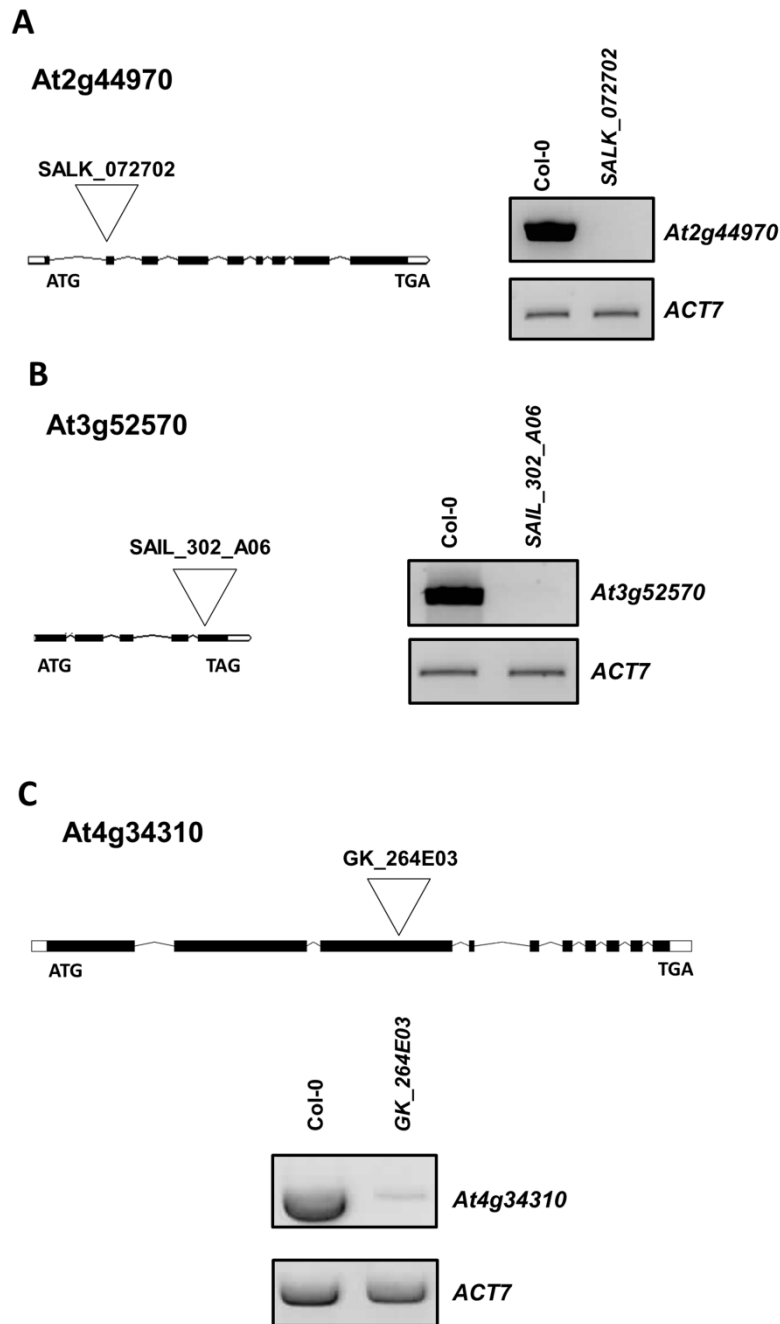 A
At2g44970
SALK_072702
ATG
TGA
Col-0
SALK_072702
At2g44970
ACT7
B
At3g52570
SAIL_302_A06
ATG
TAG
Col-0
SAIL_302_A06
At3g52570
ACT7
C
At4g34310
GK_264E03
ATG
TGA
Col-0
GK_264E03
At4g34310
ACT7